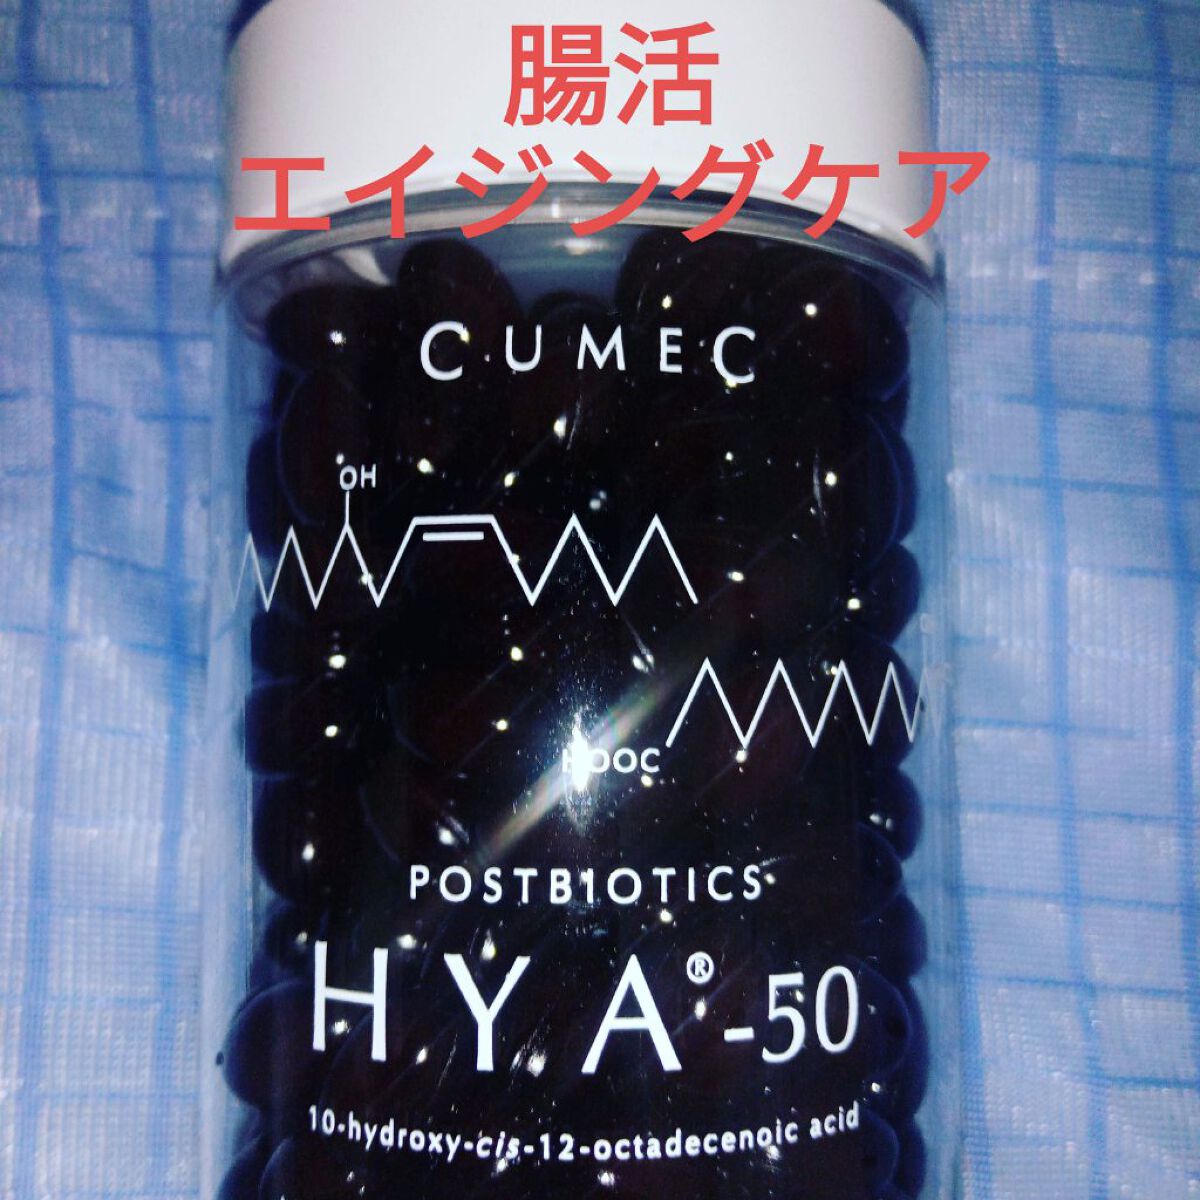 腸活
エイジングケア
CUMEC
OH
HOOC
POSTBIOTICS
HYA®-50
10-hydroxy-cis-12-octadecenoic acid